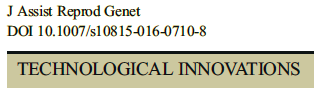 J Assist Reprod Genet
DOI 10.1007/s10815-016-0710-8
TECHNOLOGICAL INNOVATIONS